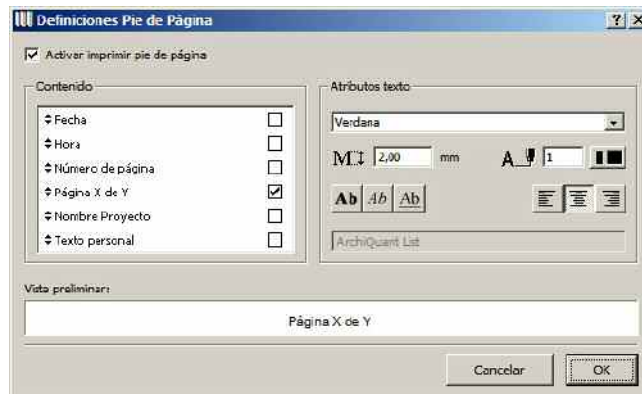 Definiciones Pie de Página
Activar imprimir pie de página
Contenido
Fecha
Hora
Número de página
Página X de Y
Nombre Proyecto
Texto personal
Atributos texto
Verdana
M 2,00 mm A 1
Ab Ab Ab
ArchiQuant List
Vista preliminar:
Página X de Y
Cancelar OK